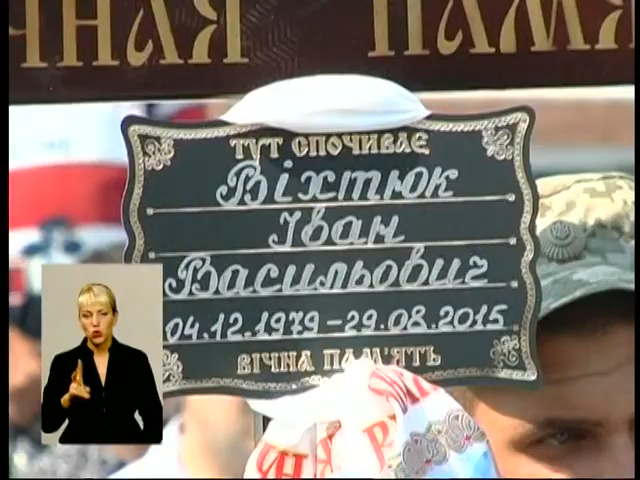 ЧНАЯ ПАМЯ
ТУТ СПОЧИВАЄ
Віхтюк
Іван
Васильович
04.12.1979-29.08.2015
ВІЧНА ПАМ'ЯТЬ